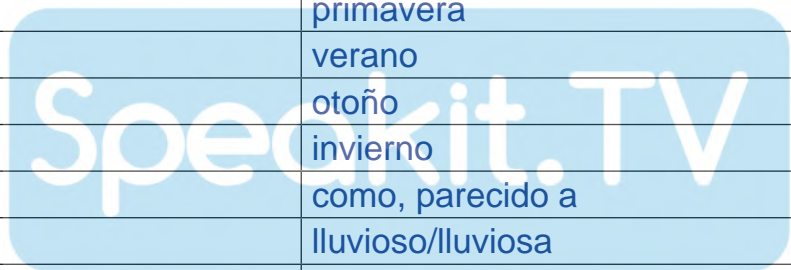 primavera
verano
otoño
invierno
como, parecido a
lluvioso/lluviosa
Speakit.TV